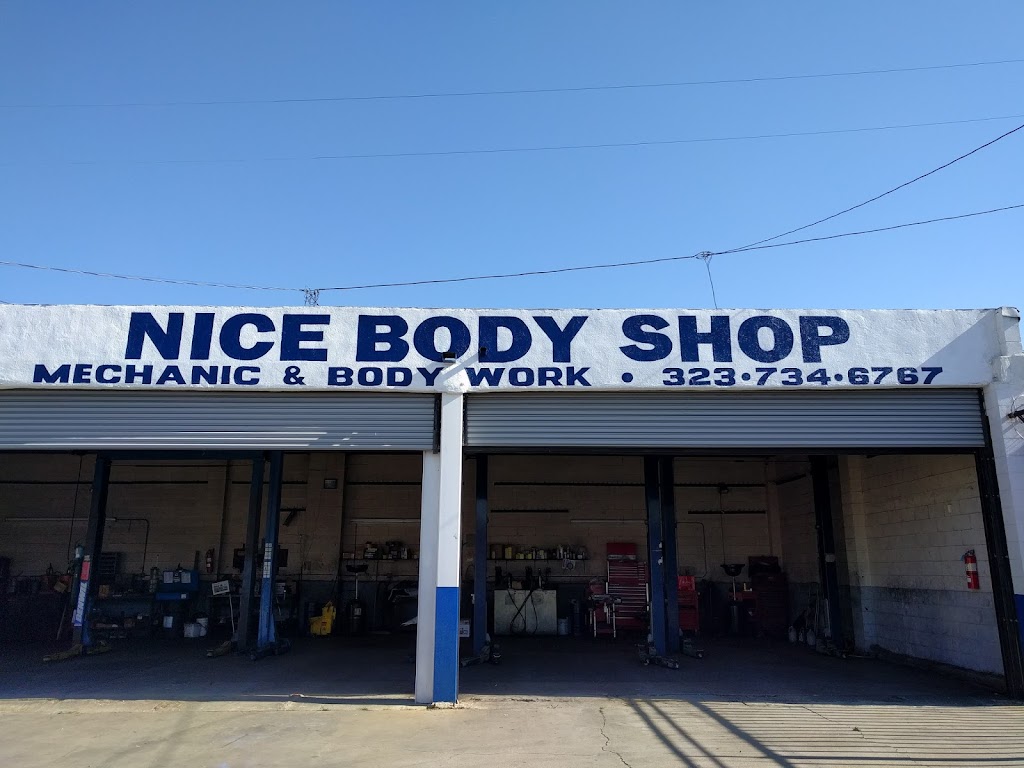 NICE BODY SHOP
MECHANIC & BODY WORK • 323•734•6767